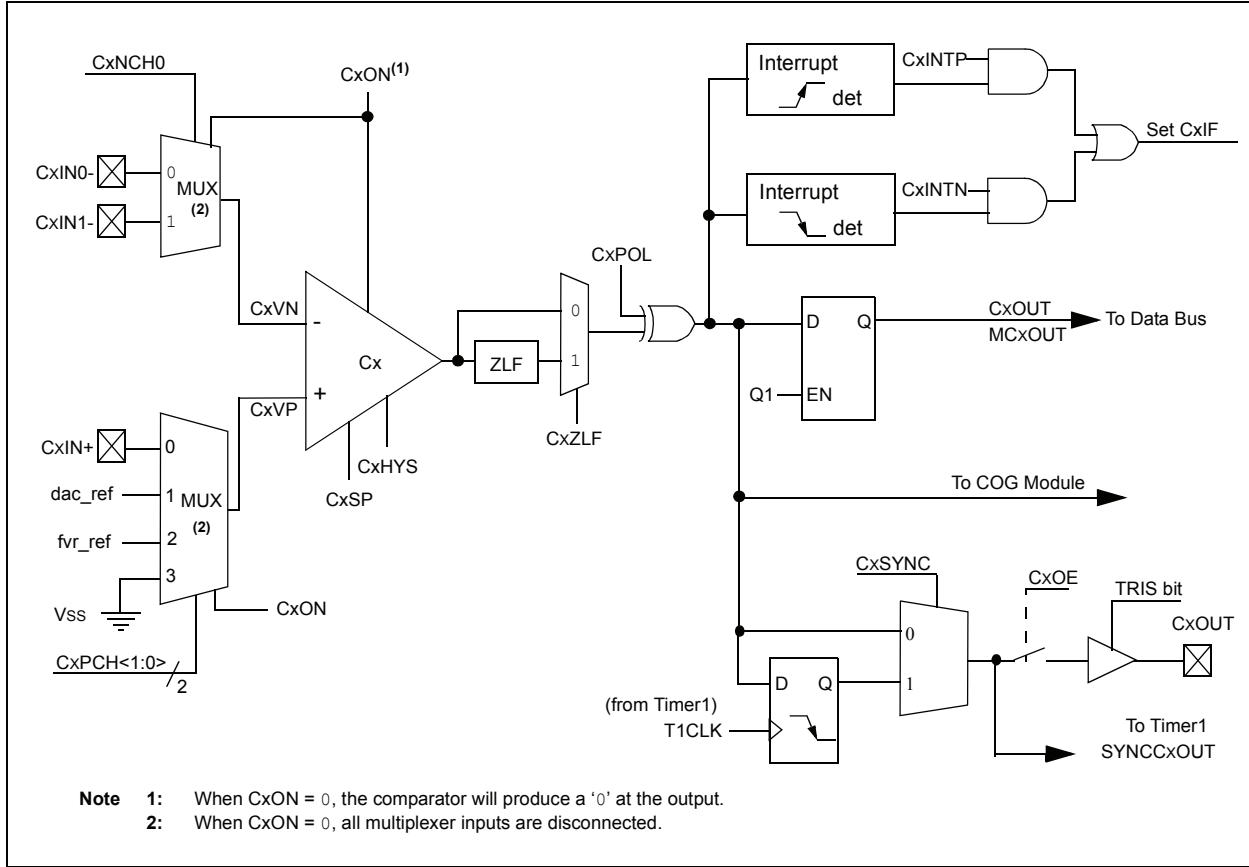 CxNCH0
CxON(1)
CxIN0-
0
MUX
(2)
CxIN1-
1
CxVN
-
Cx
CxVP
+
CxHYS
CxSP
CxIN+
0
dac_ref
1
MUX
(2)
fvr_ref
2
3
Vss
CxON
CxPCH<1:0>
2
ZLF
0
1
CxZLF
CxPOL
Interrupt
det
CxINTP
Interrupt
det
CxINTN
Set CxIF
D
Q
Q1
EN
CxOUT
MCxOUT
To Data Bus
To COG Module
CxSYNC
0
1
D
Q
(from Timer1)
T1CLK
CxOE
TRIS bit
CxOUT
To Timer1
SYNCCxOUT
Note 1: When CxON = 0, the comparator will produce a ‘0’ at the output.
2: When CxON = 0, all multiplexer inputs are disconnected.